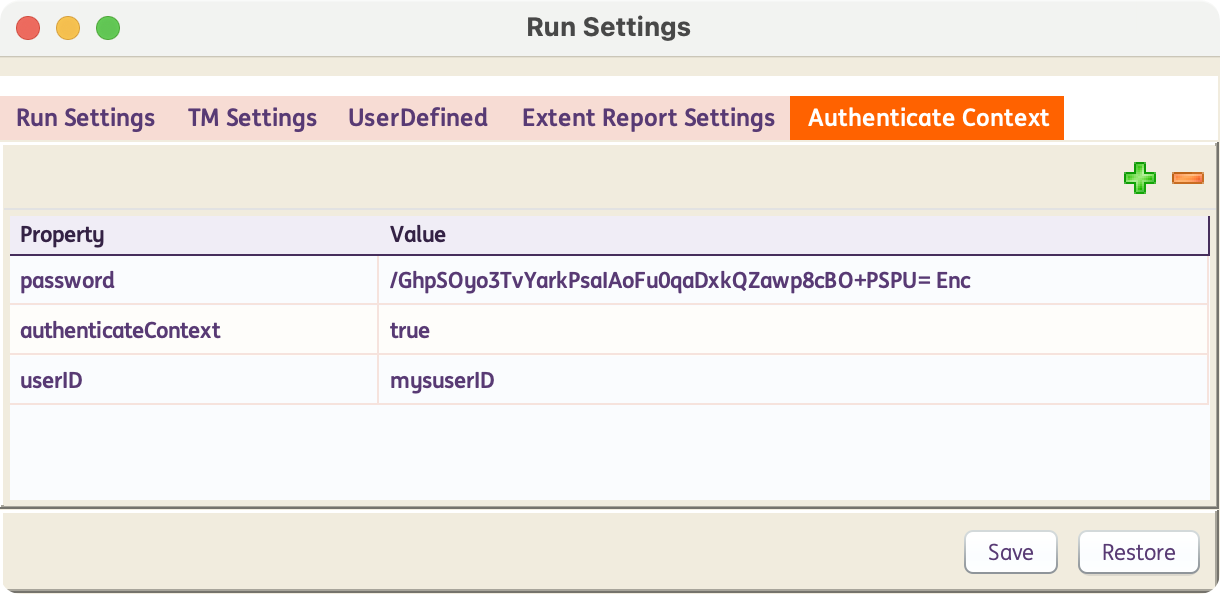 Run Settings
Run Settings TM Settings UserDefined Extent Report Settings Authenticate Context
Property Value
password /GhpSOyo3TvYarkPsaIAoFu0qaDxkQZawp8cBO+PSPU= Enc
authenticateContext true
userID mysuserID
Save Restore